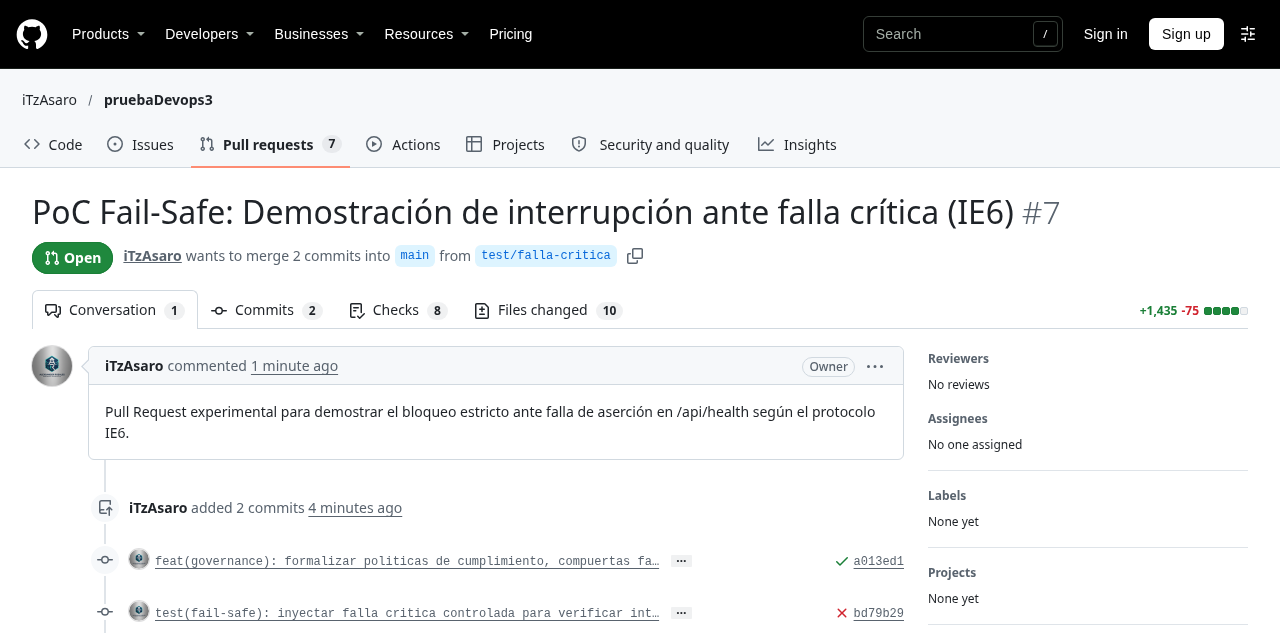 Products Developers Businesses Resources Pricing Search / Sign in Sign up
iTzAsaro / pruebaDevops3
Code Issues Pull requests 7 Actions Projects Security and quality Insights
PoC Fail-Safe: Demostración de interrupción ante falla crítica (IE6) #7
Open iTzAsaro wants to merge 2 commits into main from test/falla-critica
Conversation 1 Commits 2 Checks 8 Files changed 10 +1,435 -75
iTzAsaro commented 1 minute ago Owner
Pull Request experimental para demostrar el bloqueo estricto ante falla de aserción en /api/health según el protocolo
IE6.
iTzAsaro added 2 commits 4 minutes ago
feat(governance): formalizar politicas de cumplimiento, compuertas fa… a013ed1
test(fail-safe): inyectar falla critica controlada para verificar int… bd79b29
Reviewers
No reviews
Assignees
No one assigned
Labels
None yet
Projects
None yet